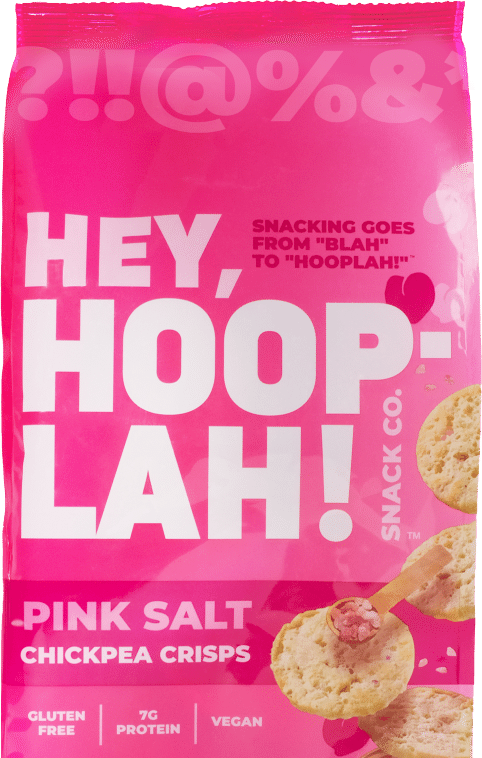 ?!!@%&*
HEY,
SNACKING GOES
FROM "BLAH"
TO "HOOPLAH!"™
HOOP-
LAH!
SNACK CO.™
PINK SALT
CHICKPEA CRISPS
GLUTEN
FREE
7G
PROTEIN
VEGAN